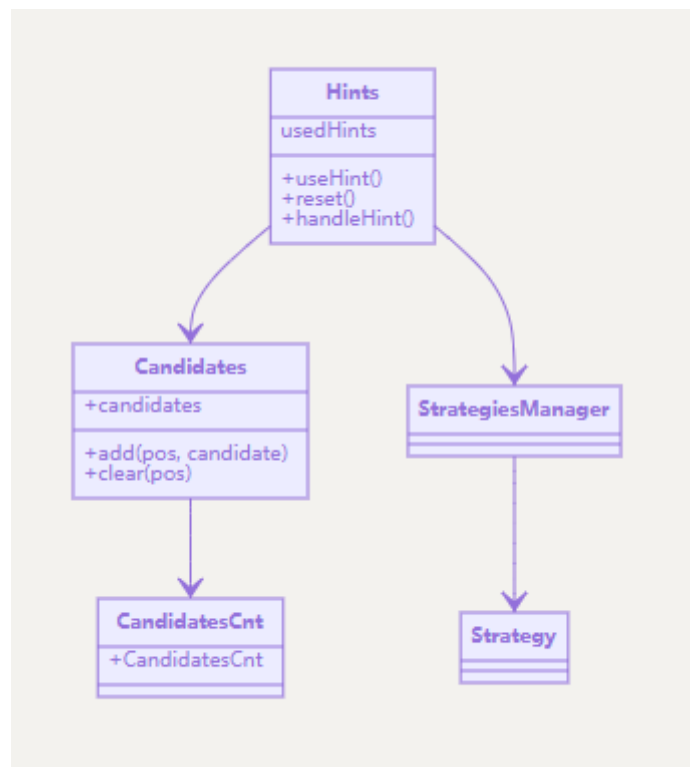 Hints
usedHints
+useHint()
+reset()
+handleHint()
Candidates
+candidates
+add(pos, candidate)
+clear(pos)
StrategiesManager
CandidatesCnt
+CandidatesCnt
Strategy